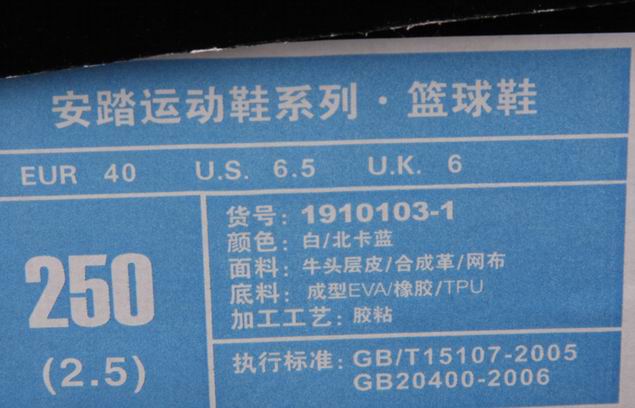 安踏运动鞋系列·篮球鞋
EUR 40 U.S. 6.5 U.K. 6
250
(2.5)
货号: 1910103-1
颜色: 白/北卡蓝
面料: 牛头层皮/合成革/网布
底料: 成型EVA/橡胶/TPU
加工工艺: 胶粘
执行标准: GB/T15107-2005
GB20400-2006